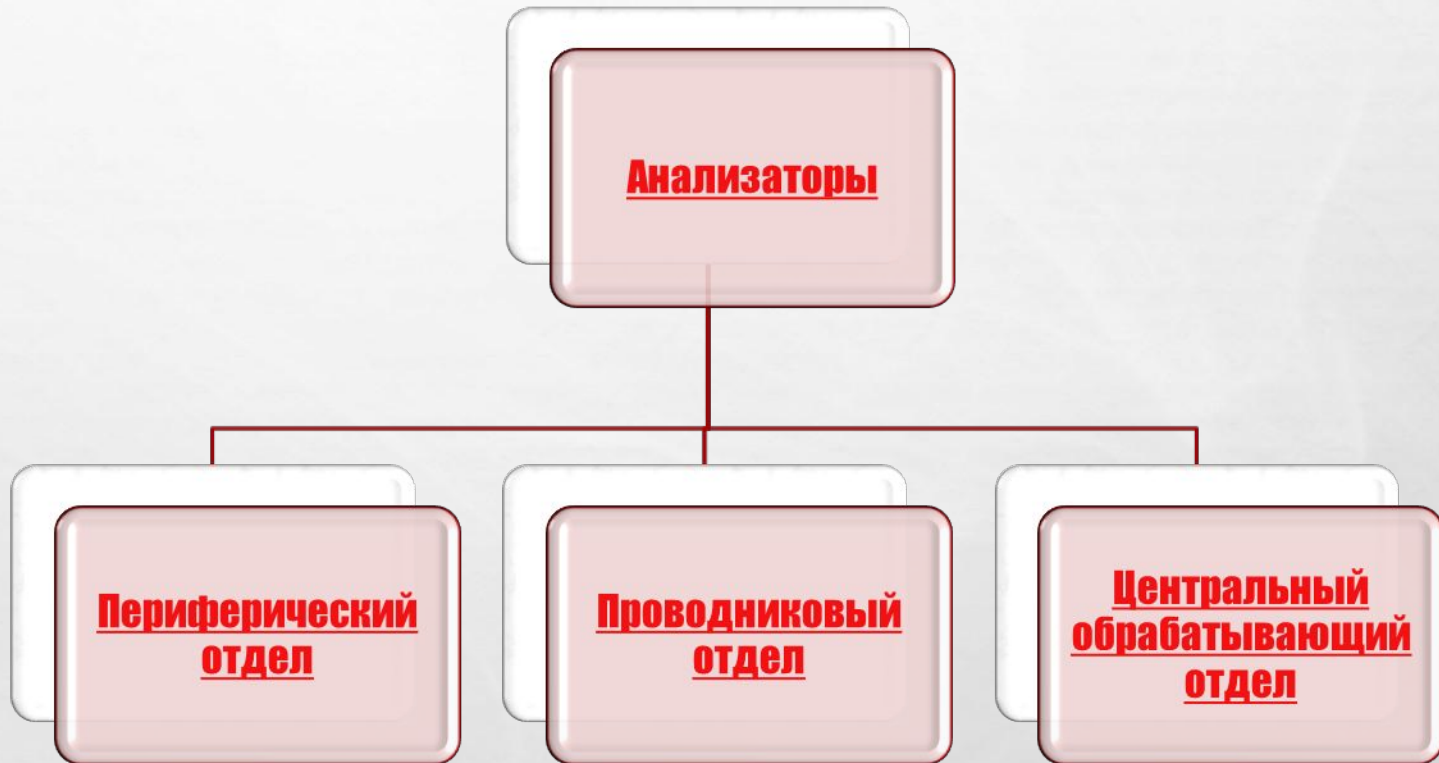 Анализаторы
Периферический
отдел
Проводниковый
отдел
Центральный
обрабатывающий
отдел